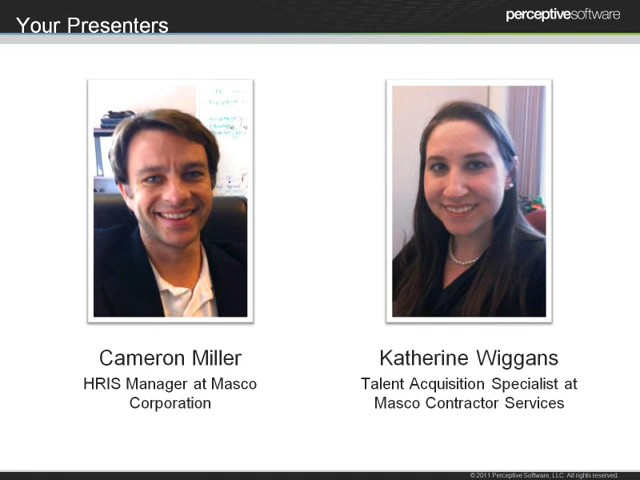 Your Presenters
perceptivesoftware
Cameron Miller
HRIS Manager at Masco
Corporation
Katherine Wiggans
Talent Acquisition Specialist at
Masco Contractor Services
© 2011 Perceptive Software, LLC. All rights reserved.